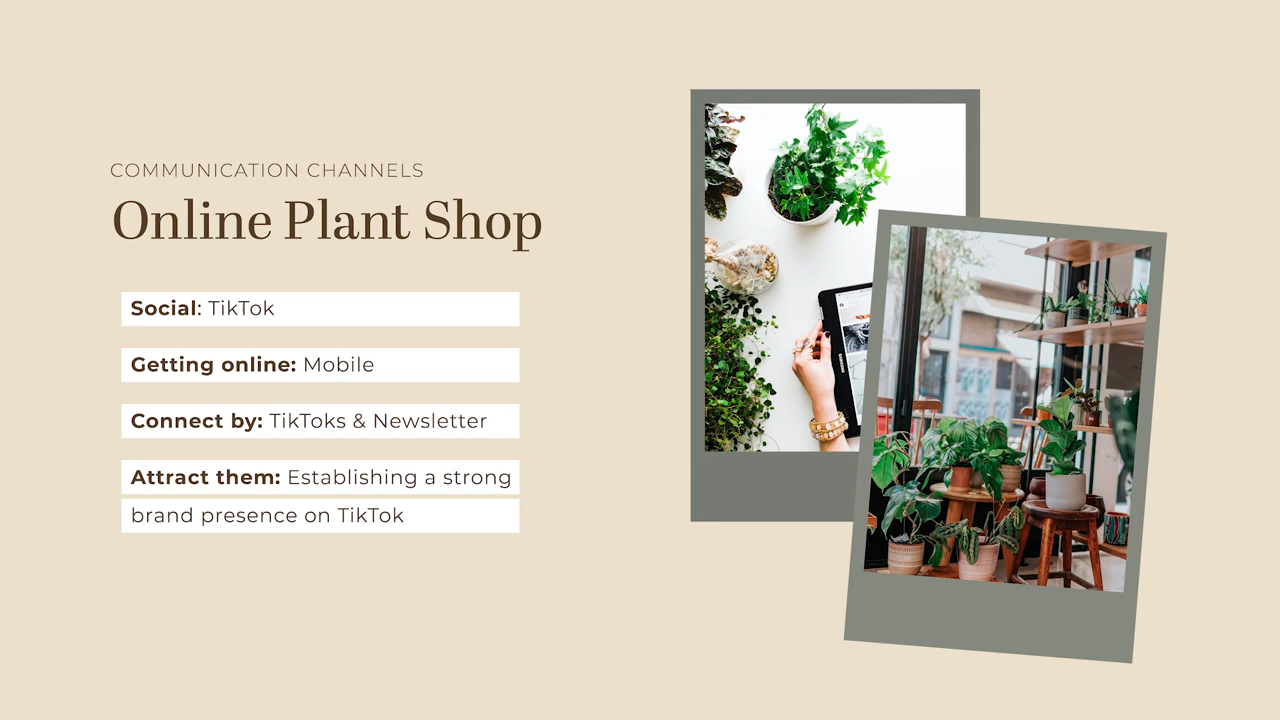 COMMUNICATION CHANNELS
Online Plant Shop
Social: TikTok
Getting online: Mobile
Connect by: TikToks & Newsletter
Attract them: Establishing a strong
brand presence on TikTok
SAMSUNG